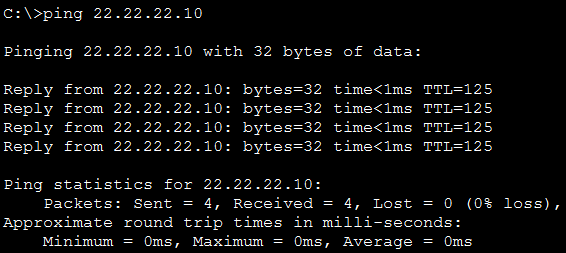 C:\>ping 22.22.22.10
Pinging 22.22.22.10 with 32 bytes of data:
Reply from 22.22.22.10: bytes=32 time<1ms TTL=125
Reply from 22.22.22.10: bytes=32 time<1ms TTL=125
Reply from 22.22.22.10: bytes=32 time<1ms TTL=125
Reply from 22.22.22.10: bytes=32 time<1ms TTL=125
Ping statistics for 22.22.22.10:
    Packets: Sent = 4, Received = 4, Lost = 0 (0% loss),
Approximate round trip times in milli-seconds:
    Minimum = 0ms, Maximum = 0ms, Average = 0ms